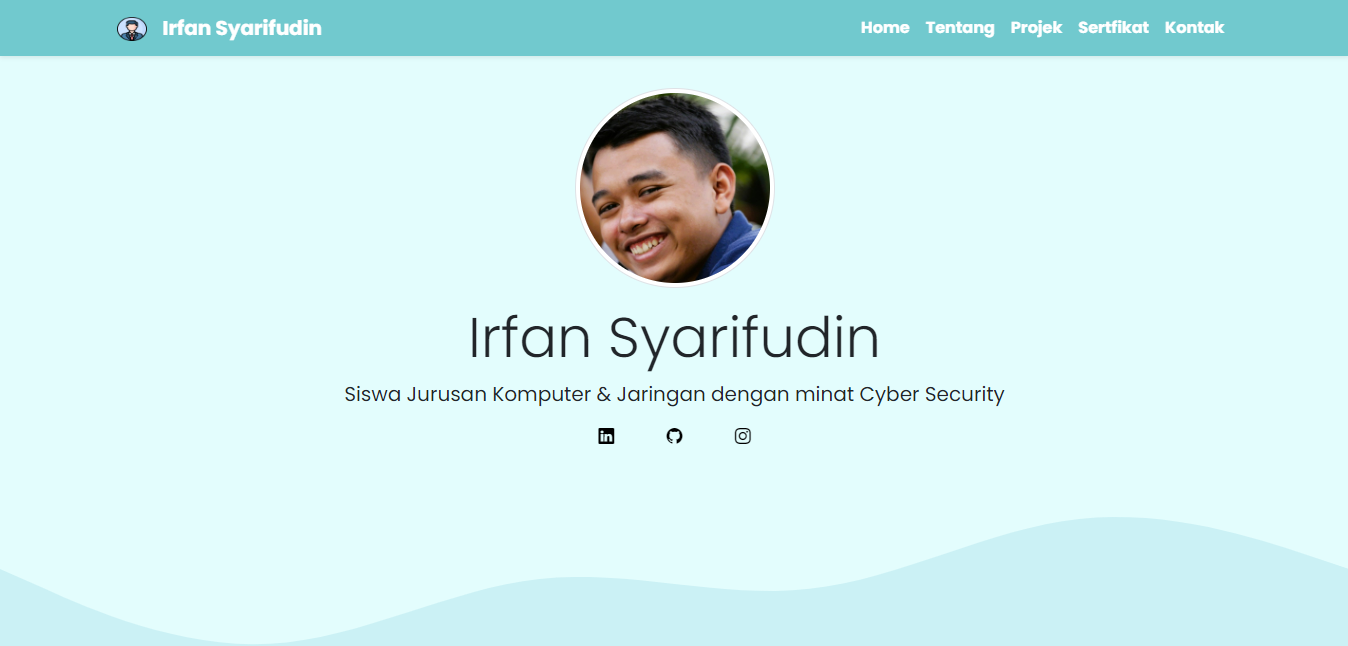 Irfan Syarifudin
Home Tentang Projek Sertfikat Kontak
Irfan Syarifudin
Siswa Jurusan Komputer & Jaringan dengan minat Cyber Security